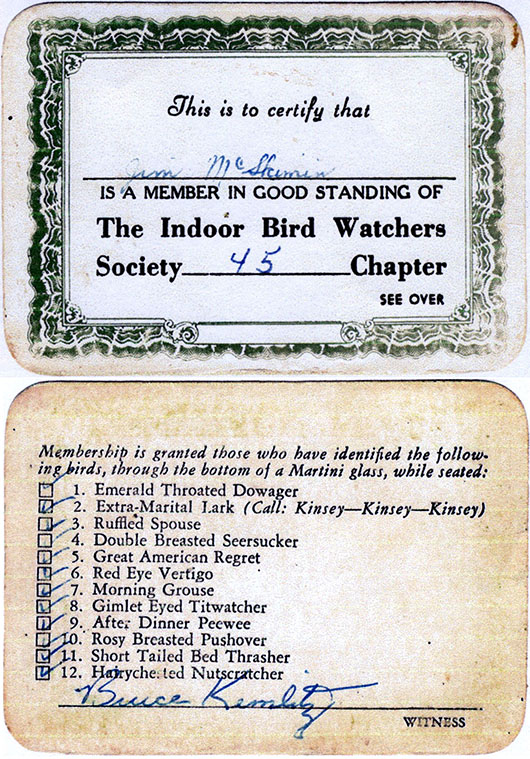 This is to certify that
Jim McSkimin
IS A MEMBER IN GOOD STANDING OF
The Indoor Bird Watchers
Society 45 Chapter
SEE OVER
Membership is granted those who have identified the follow-
ing birds, through the bottom of a Martini glass, while seated:
1. Emerald Throated Dowager
2. Extra-Marital Lark (Call: Kinsey—Kinsey—Kinsey)
3. Ruffled Spouse
4. Double Breasted Seersucker
5. Great American Regret
6. Red Eye Vertigo
7. Morning Grouse
8. Gimlet Eyed Titwatcher
9. After Dinner Peewee
10. Rosy Breasted Pushover
11. Short Tailed Bed Thrasher
12. Hairychested Nutscratcher
Bruce
WITNESS